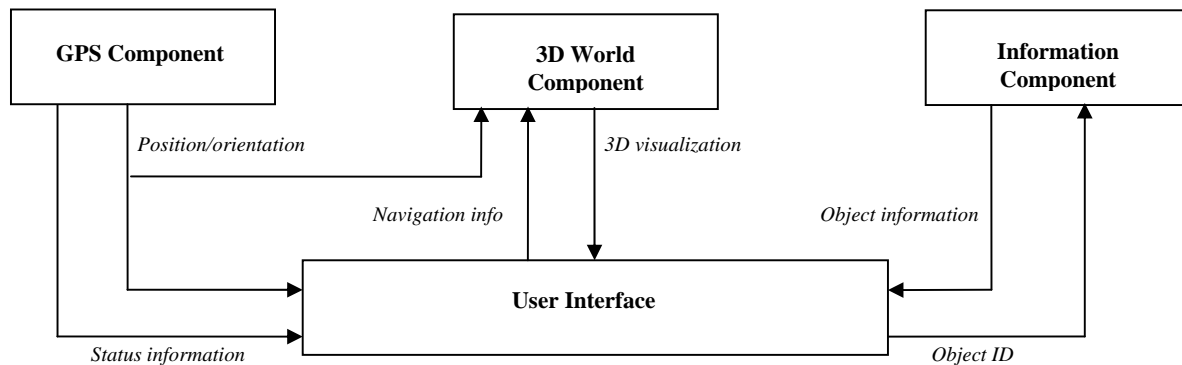 GPS Component
3D World
Component
Information
Component
Position/orientation
3D visualization
Navigation info
Object information
User Interface
Status information
Object ID